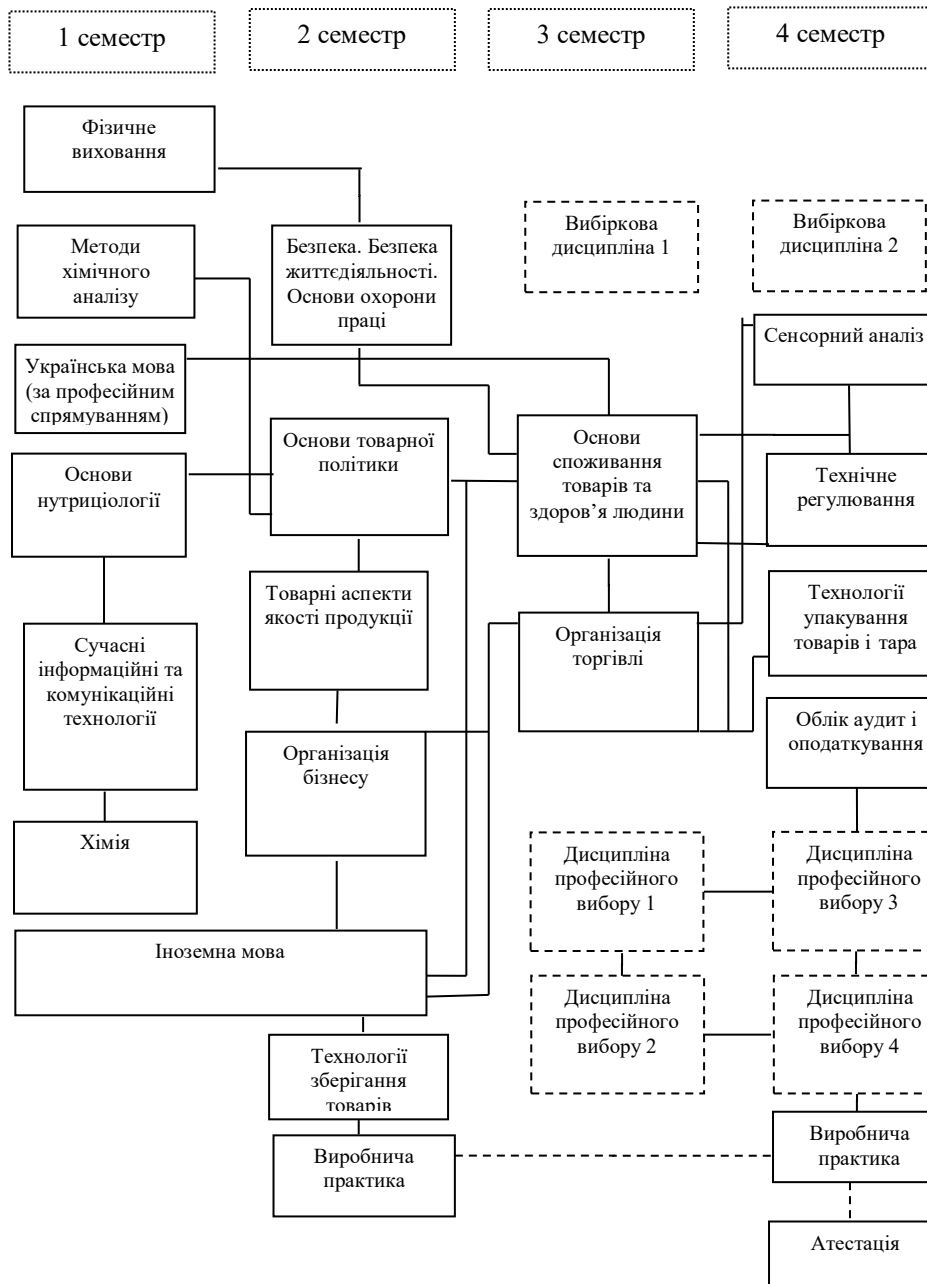 1 семестр
2 семестр
3 семестр
4 семестр
Фізичне
виховання
Методи
хімічного
аналізу
Українська мова
(за професійним
спрямуванням)
Основи
нутриціології
Сучасні
інформаційні та
комунікаційні
технології
Хімія
Іноземна мова
Безпека. Безпека
життєдіяльності.
Основи охорони
праці
Основи товарної
політики
Товарні аспекти
якості продукції
Організація
бізнесу
Технології
зберігання
товарів
Виробнича
практика
Вибіркова
дисципліна 1
Основи
споживання
товарів та
здоров’я людини
Організація
торгівлі
Дисципліна
професійного
вибору 1
Дисципліна
професійного
вибору 2
Вибіркова
дисципліна 2
Сенсорний аналіз
Технічне
регулювання
Технології
упакування
товарів і тара
Облік аудит і
оподаткування
Дисципліна
професійного
вибору 3
Дисципліна
професійного
вибору 4
Виробнича
практика
Атестація